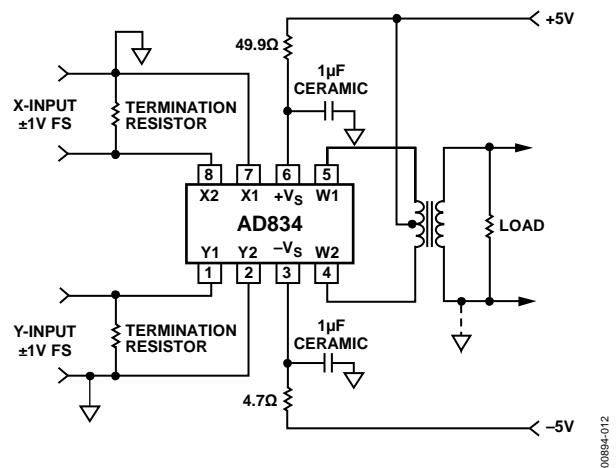 +5V
49.9Ω
1µF
CERAMIC
X-INPUT
±1V FS
TERMINATION
RESISTOR
8
7
6
5
X2
X1
+VS
W1
AD834
LOAD
Y1
Y2
–VS
W2
1
2
3
4
Y-INPUT
±1V FS
TERMINATION
RESISTOR
1µF
CERAMIC
4.7Ω
–5V
00894-012